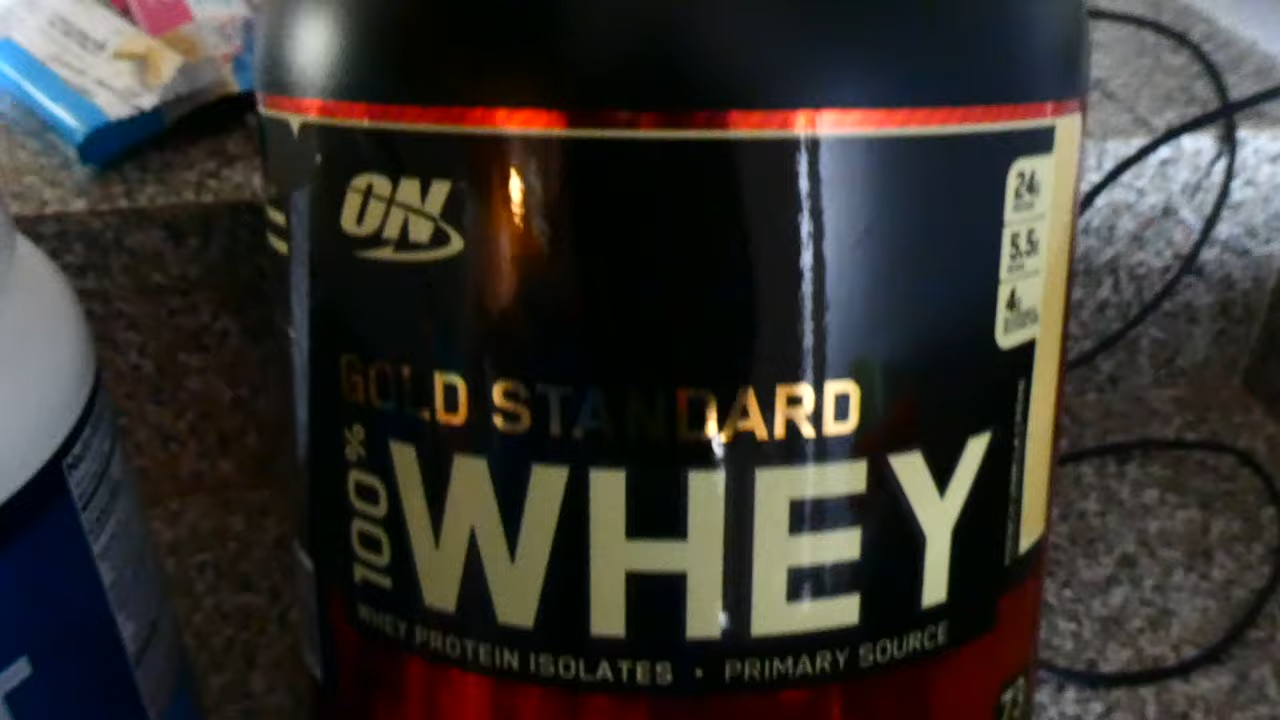 ON
24g
5.5g
4g
GOLD STANDARD
100%
WHEY
WHEY PROTEIN ISOLATES • PRIMARY SOURCE